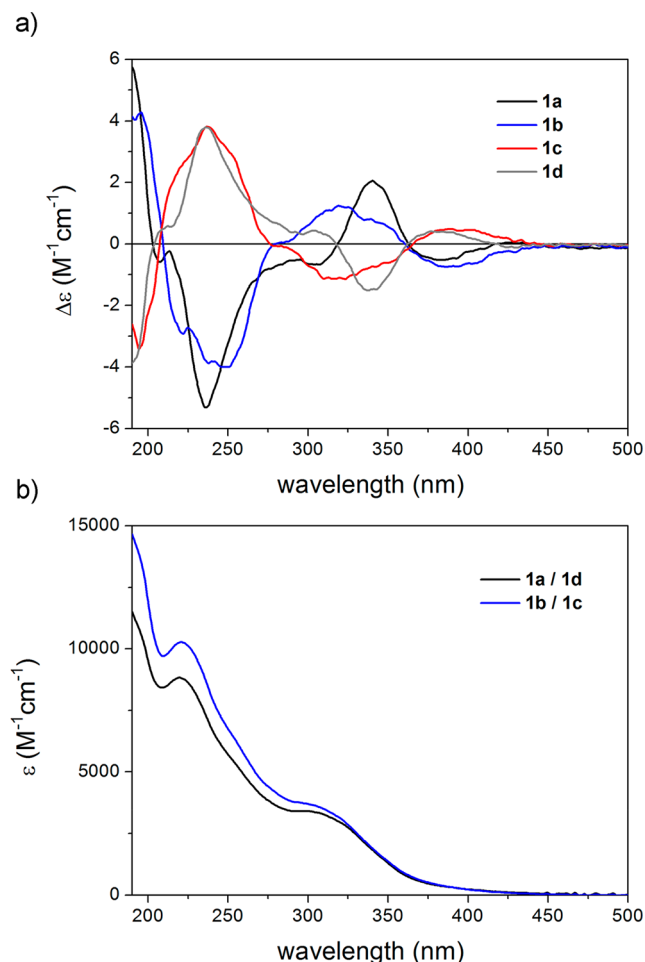 a)
6
4
2
0
-2
-4
-6
Δε (M⁻¹cm⁻¹)
1a
1b
1c
1d
200 250 300 350 400 450 500
wavelength (nm)
b)
15000
10000
5000
0
ε (M⁻¹cm⁻¹)
1a / 1d
1b / 1c
200 250 300 350 400 450 500
wavelength (nm)